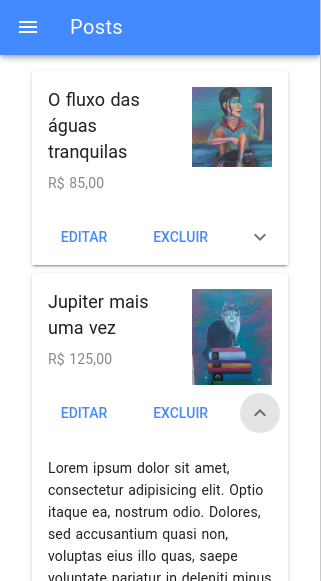 Posts
O fluxo das
águas
tranquilas
R$ 85,00
EDITAR EXCLUIR
Jupiter mais
uma vez
R$ 125,00
EDITAR EXCLUIR
Lorem ipsum dolor sit amet,
consectetur adipisicing elit. Optio
itaque ea, nostrum odio. Dolores,
sed accusantium quasi non,
voluptas eius illo quas, saepe
voluptate pariatur in deleniti minus